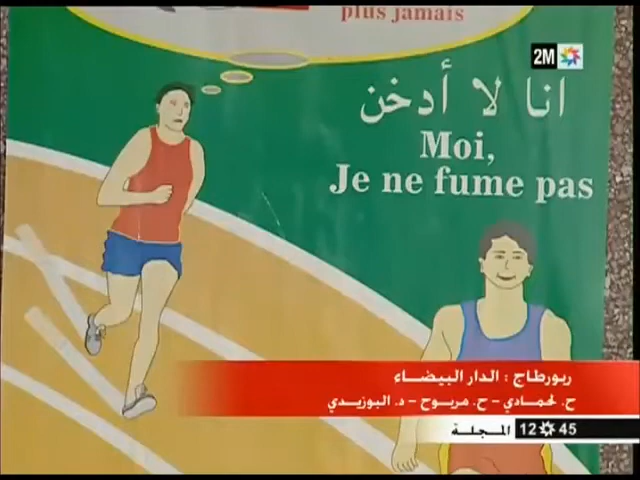 plus jamais
2M
انا لا أدخن
Moi,
Je ne fume pas
ربورطاج : الدار البيضاء
ح. لحمادي - ح. مربوح - د. البوزيدي
المجلة 12 45